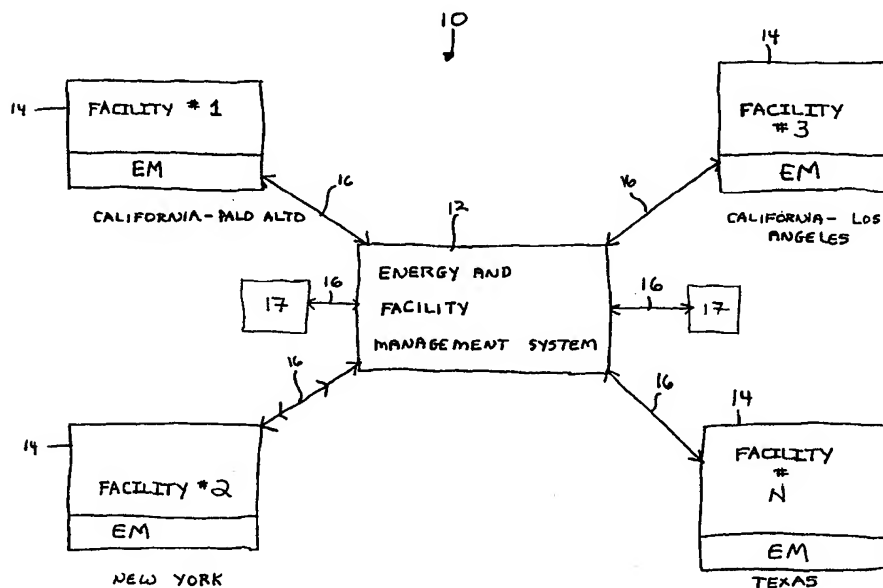 10
14
FACILITY #1
EM
CALIFORNIA-PALO ALTO
16
14
FACILITY
#3
EM
CALIFORNIA- LOS
ANGELES
16
12
ENERGY AND
FACILITY
MANAGEMENT SYSTEM
17
16
16
17
14
FACILITY #2
EM
NEW YORK
16
16
14
FACILITY
#
N
EM
TEXAS